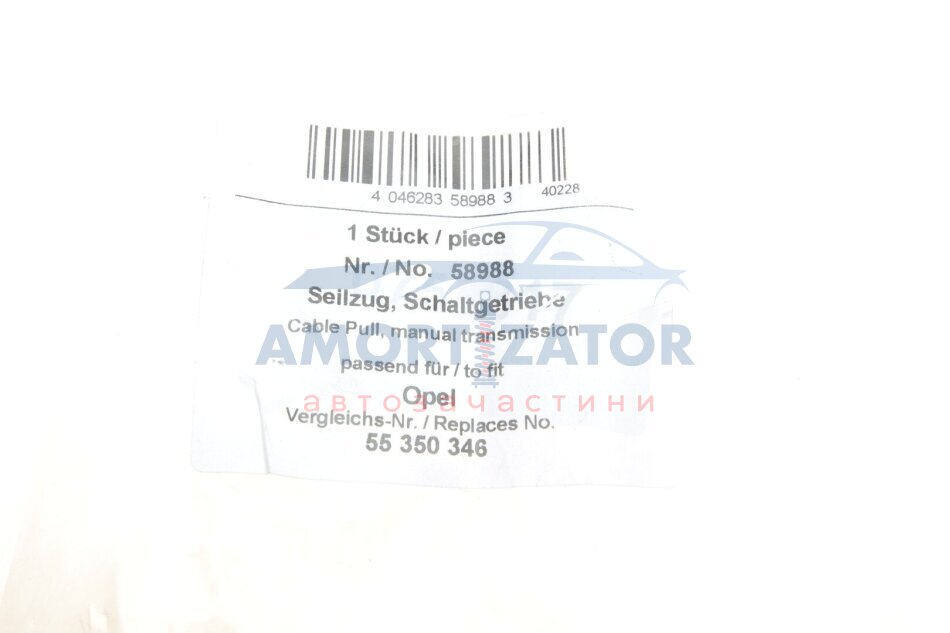 4 046283 58988 3
40228
1 Stück / piece
Nr. / No. 58988
Seilzug, Schaltgetriebe
Cable Pull, manual transmission
AMORTIZATOR
passend für / to fit
Opel
автозачастини
Vergleichs-Nr. / Replaces No.
55 350 346